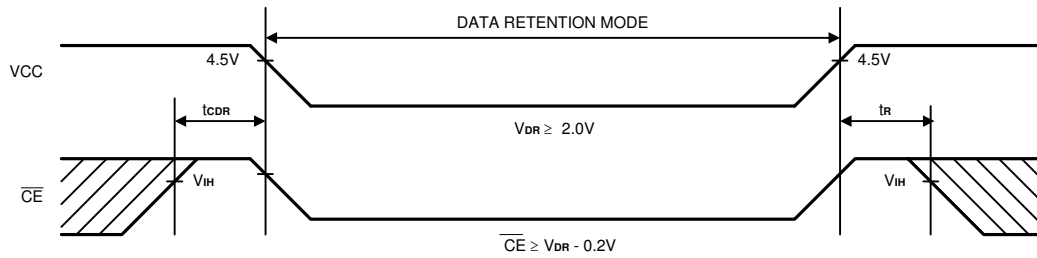 DATA RETENTION MODE
VCC
4.5V
4.5V
tCDR
VDR ≥ 2.0V
tR
CE
VIH
VIH
CE ≥ VDR - 0.2V